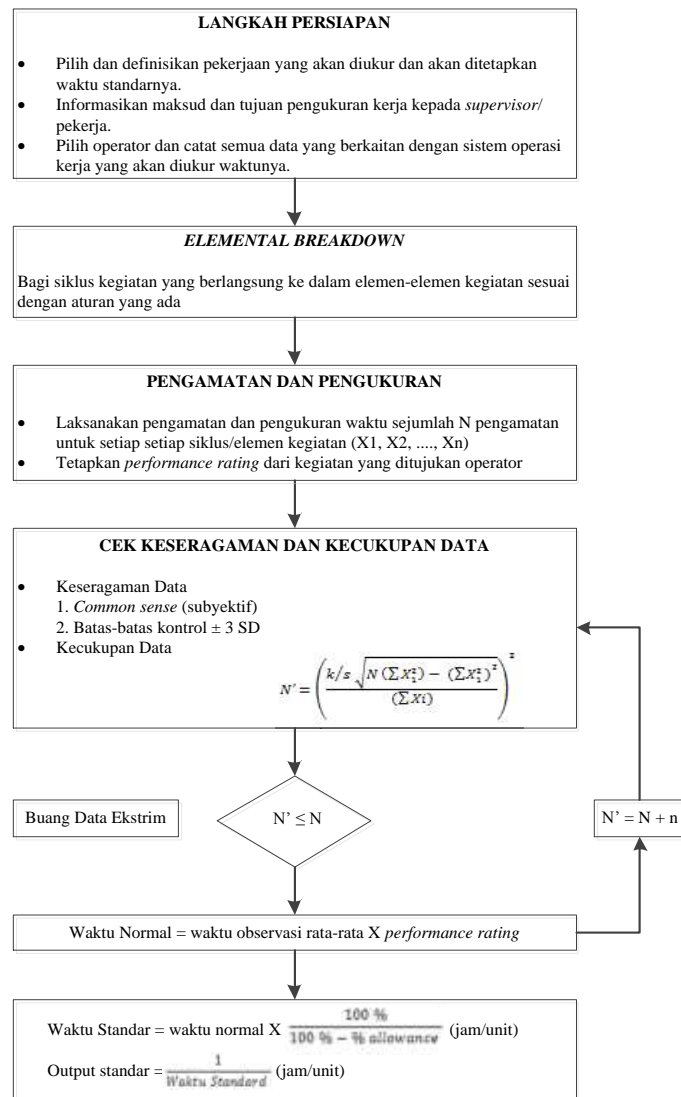 LANGKAH PERSIAPAN
• Pilih dan definisikan pekerjaan yang akan diukur dan akan ditetapkan
waktu standarnya.
• Informasikan maksud dan tujuan pengukuran kerja kepada supervisor/
pekerja.
• Pilih operator dan catat semua data yang berkaitan dengan sistem operasi
kerja yang akan diukur waktunya.
ELEMENTAL BREAKDOWN
Bagi siklus kegiatan yang berlangsung ke dalam elemen-elemen kegiatan sesuai
dengan aturan yang ada
PENGAMATAN DAN PENGUKURAN
• Laksanakan pengamatan dan pengukuran waktu sejumlah N pengamatan
untuk setiap setiap siklus/elemen kegiatan (X1, X2, ...., Xn)
• Tetapkan performance rating dari kegiatan yang ditujukan operator
CEK KESERAGAMAN DAN KECUKUPAN DATA
• Keseragaman Data
1. Common sense (subyektif)
2. Batas-batas kontrol ± 3 SD
• Kecukupan Data
N' = (k/s √(N (∑X₁²) − (∑X₁²)²) / (∑Xi))²
Buang Data Ekstrim
N' ≤ N
N' = N + n
Waktu Normal = waktu observasi rata-rata X performance rating
Waktu Standar = waktu normal X 100 % / (100 % − % allowance) (jam/unit)
Output standar = 1 / Waktu Standard (jam/unit)